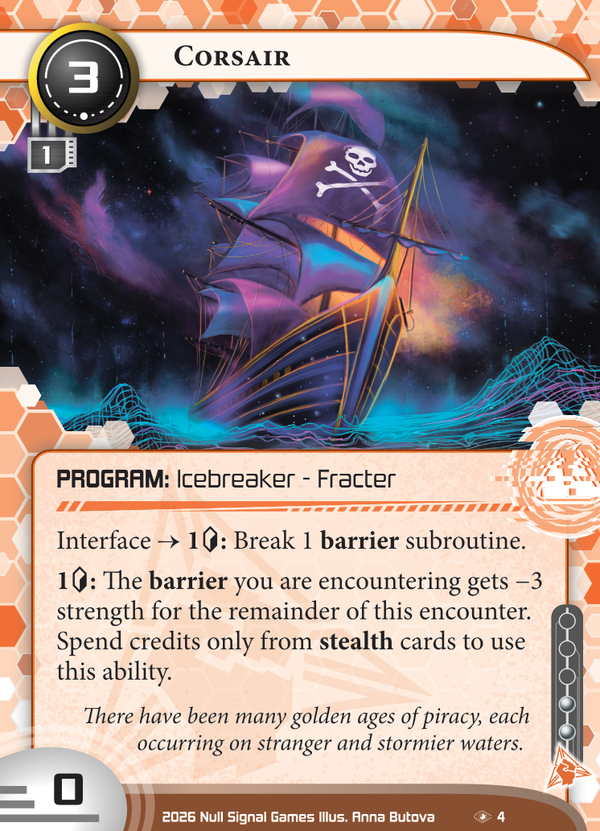 3
Corsair
1
PROGRAM: Icebreaker - Fracter
Interface → 1: Break 1 barrier subroutine.
1: The barrier you are encountering gets −3
strength for the remainder of this encounter.
Spend credits only from stealth cards to use
this ability.
There have been many golden ages of piracy, each
occurring on stranger and stormier waters.
0
2026 Null Signal Games Illus. Anna Butova 4